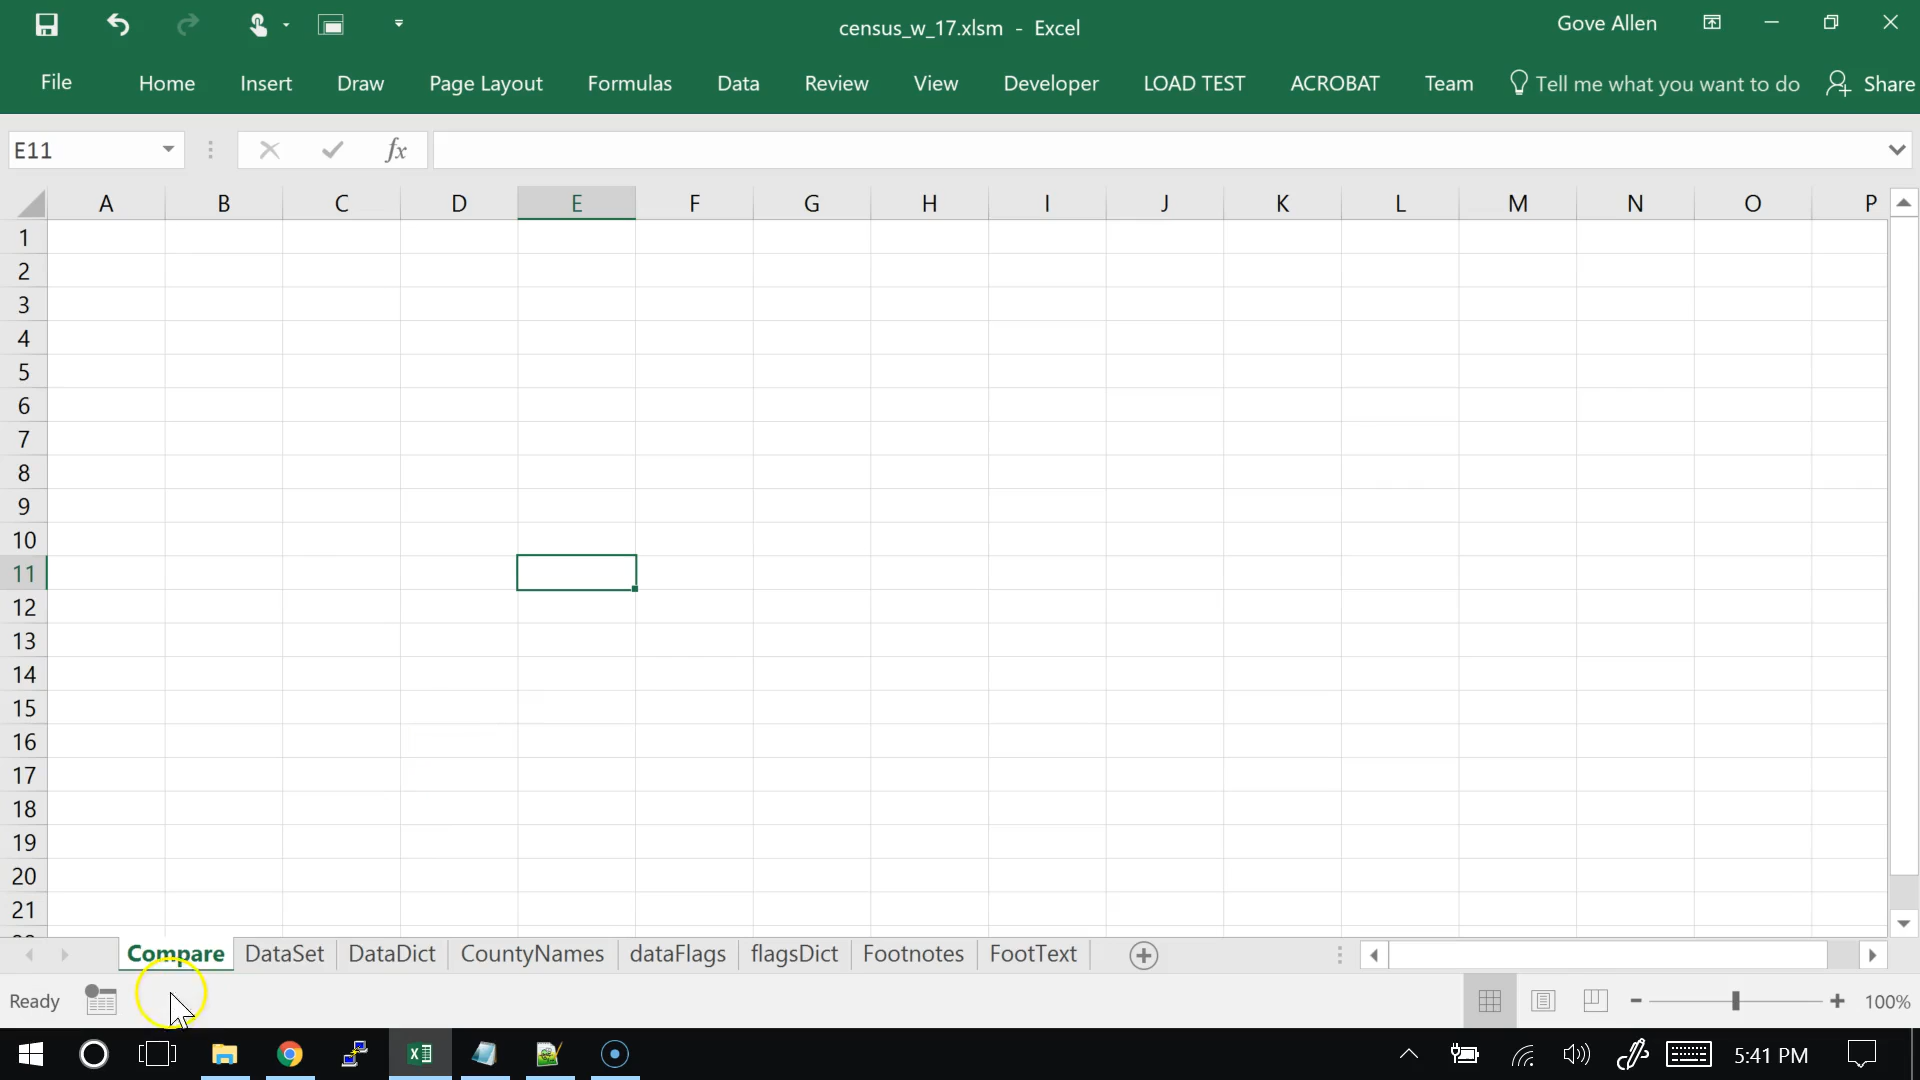 census_w_17.xlsm - Excel
Gove Allen
File Home Insert Draw Page Layout Formulas Data Review View Developer LOAD TEST ACROBAT Team Tell me what you want to do Share
E11 fx
A B C D E F G H I J K L M N O P
1
2
3
4
5
6
7
8
9
10
11
12
13
14
15
16
17
18
19
20
21
Compare DataSet DataDict CountyNames dataFlags flagsDict Footnotes FootText
Ready 100%
5:41 PM